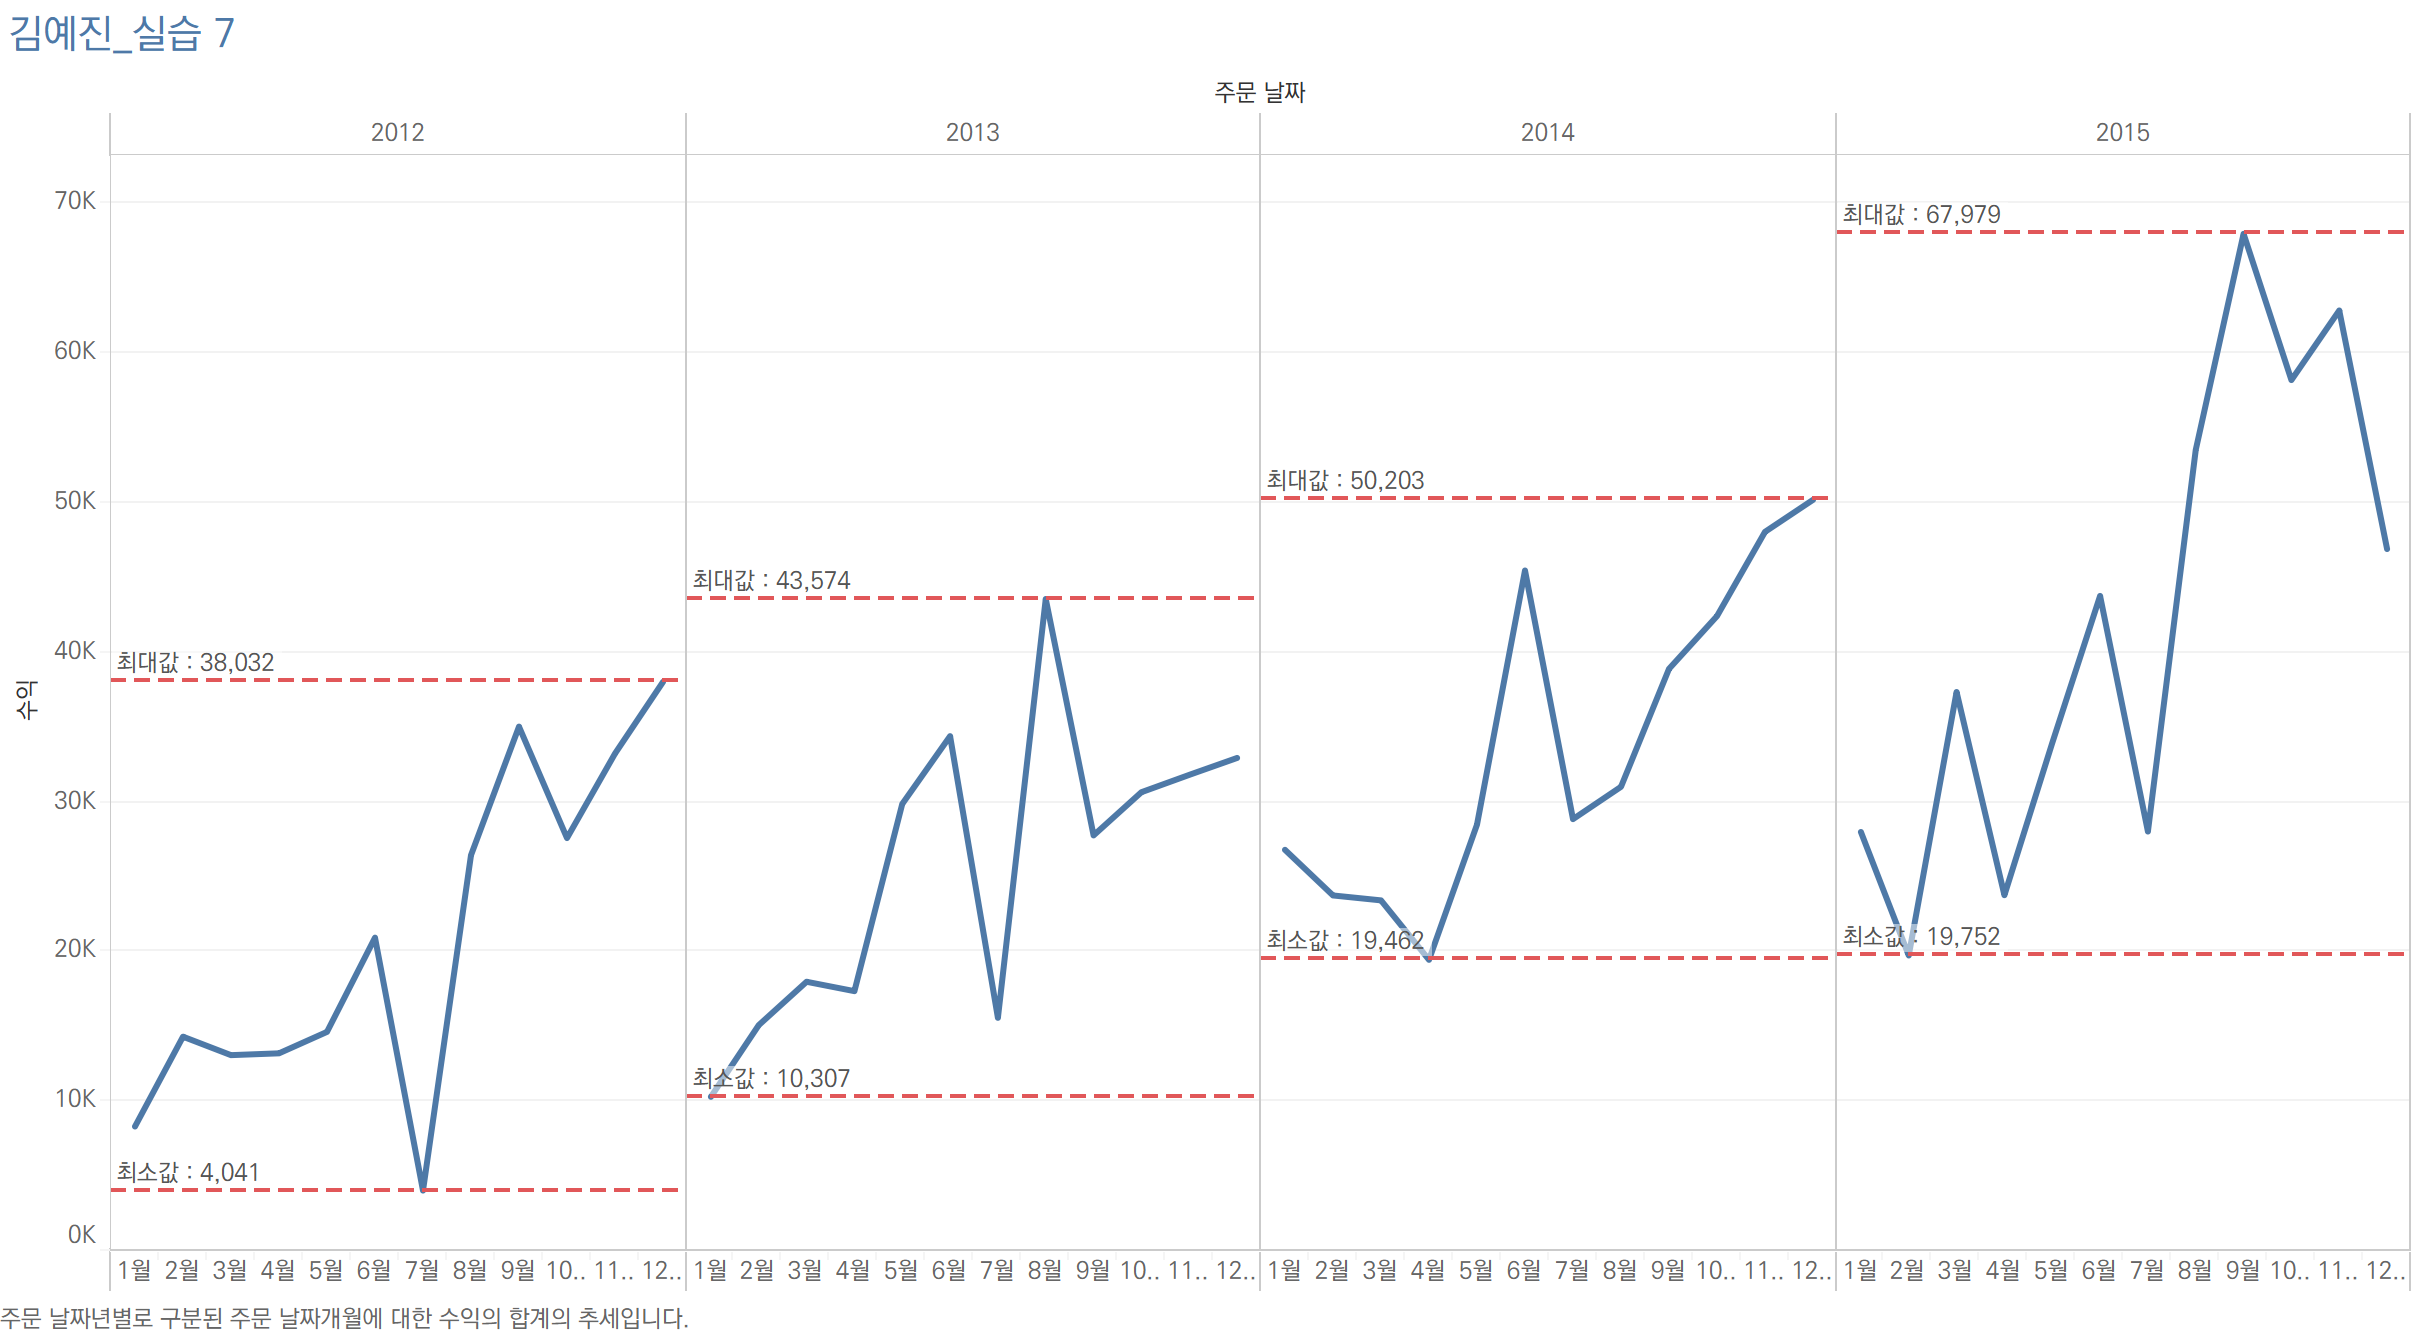 김예진_실습 7
주문 날짜
2012 2013 2014 2015
70K
최대값 : 67,979
60K
50K
최대값 : 50,203
최대값 : 43,574
40K
최대값 : 38,032
수익
30K
20K
최소값 : 19,462
최소값 : 19,752
10K
최소값 : 10,307
최소값 : 4,041
0K
1월 2월 3월 4월 5월 6월 7월 8월 9월 10.. 11.. 12.. 1월 2월 3월 4월 5월 6월 7월 8월 9월 10.. 11.. 12.. 1월 2월 3월 4월 5월 6월 7월 8월 9월 10.. 11.. 12.. 1월 2월 3월 4월 5월 6월 7월 8월 9월 10.. 11.. 12..
주문 날짜년별로 구분된 주문 날짜개월에 대한 수익의 합계의 추세입니다.